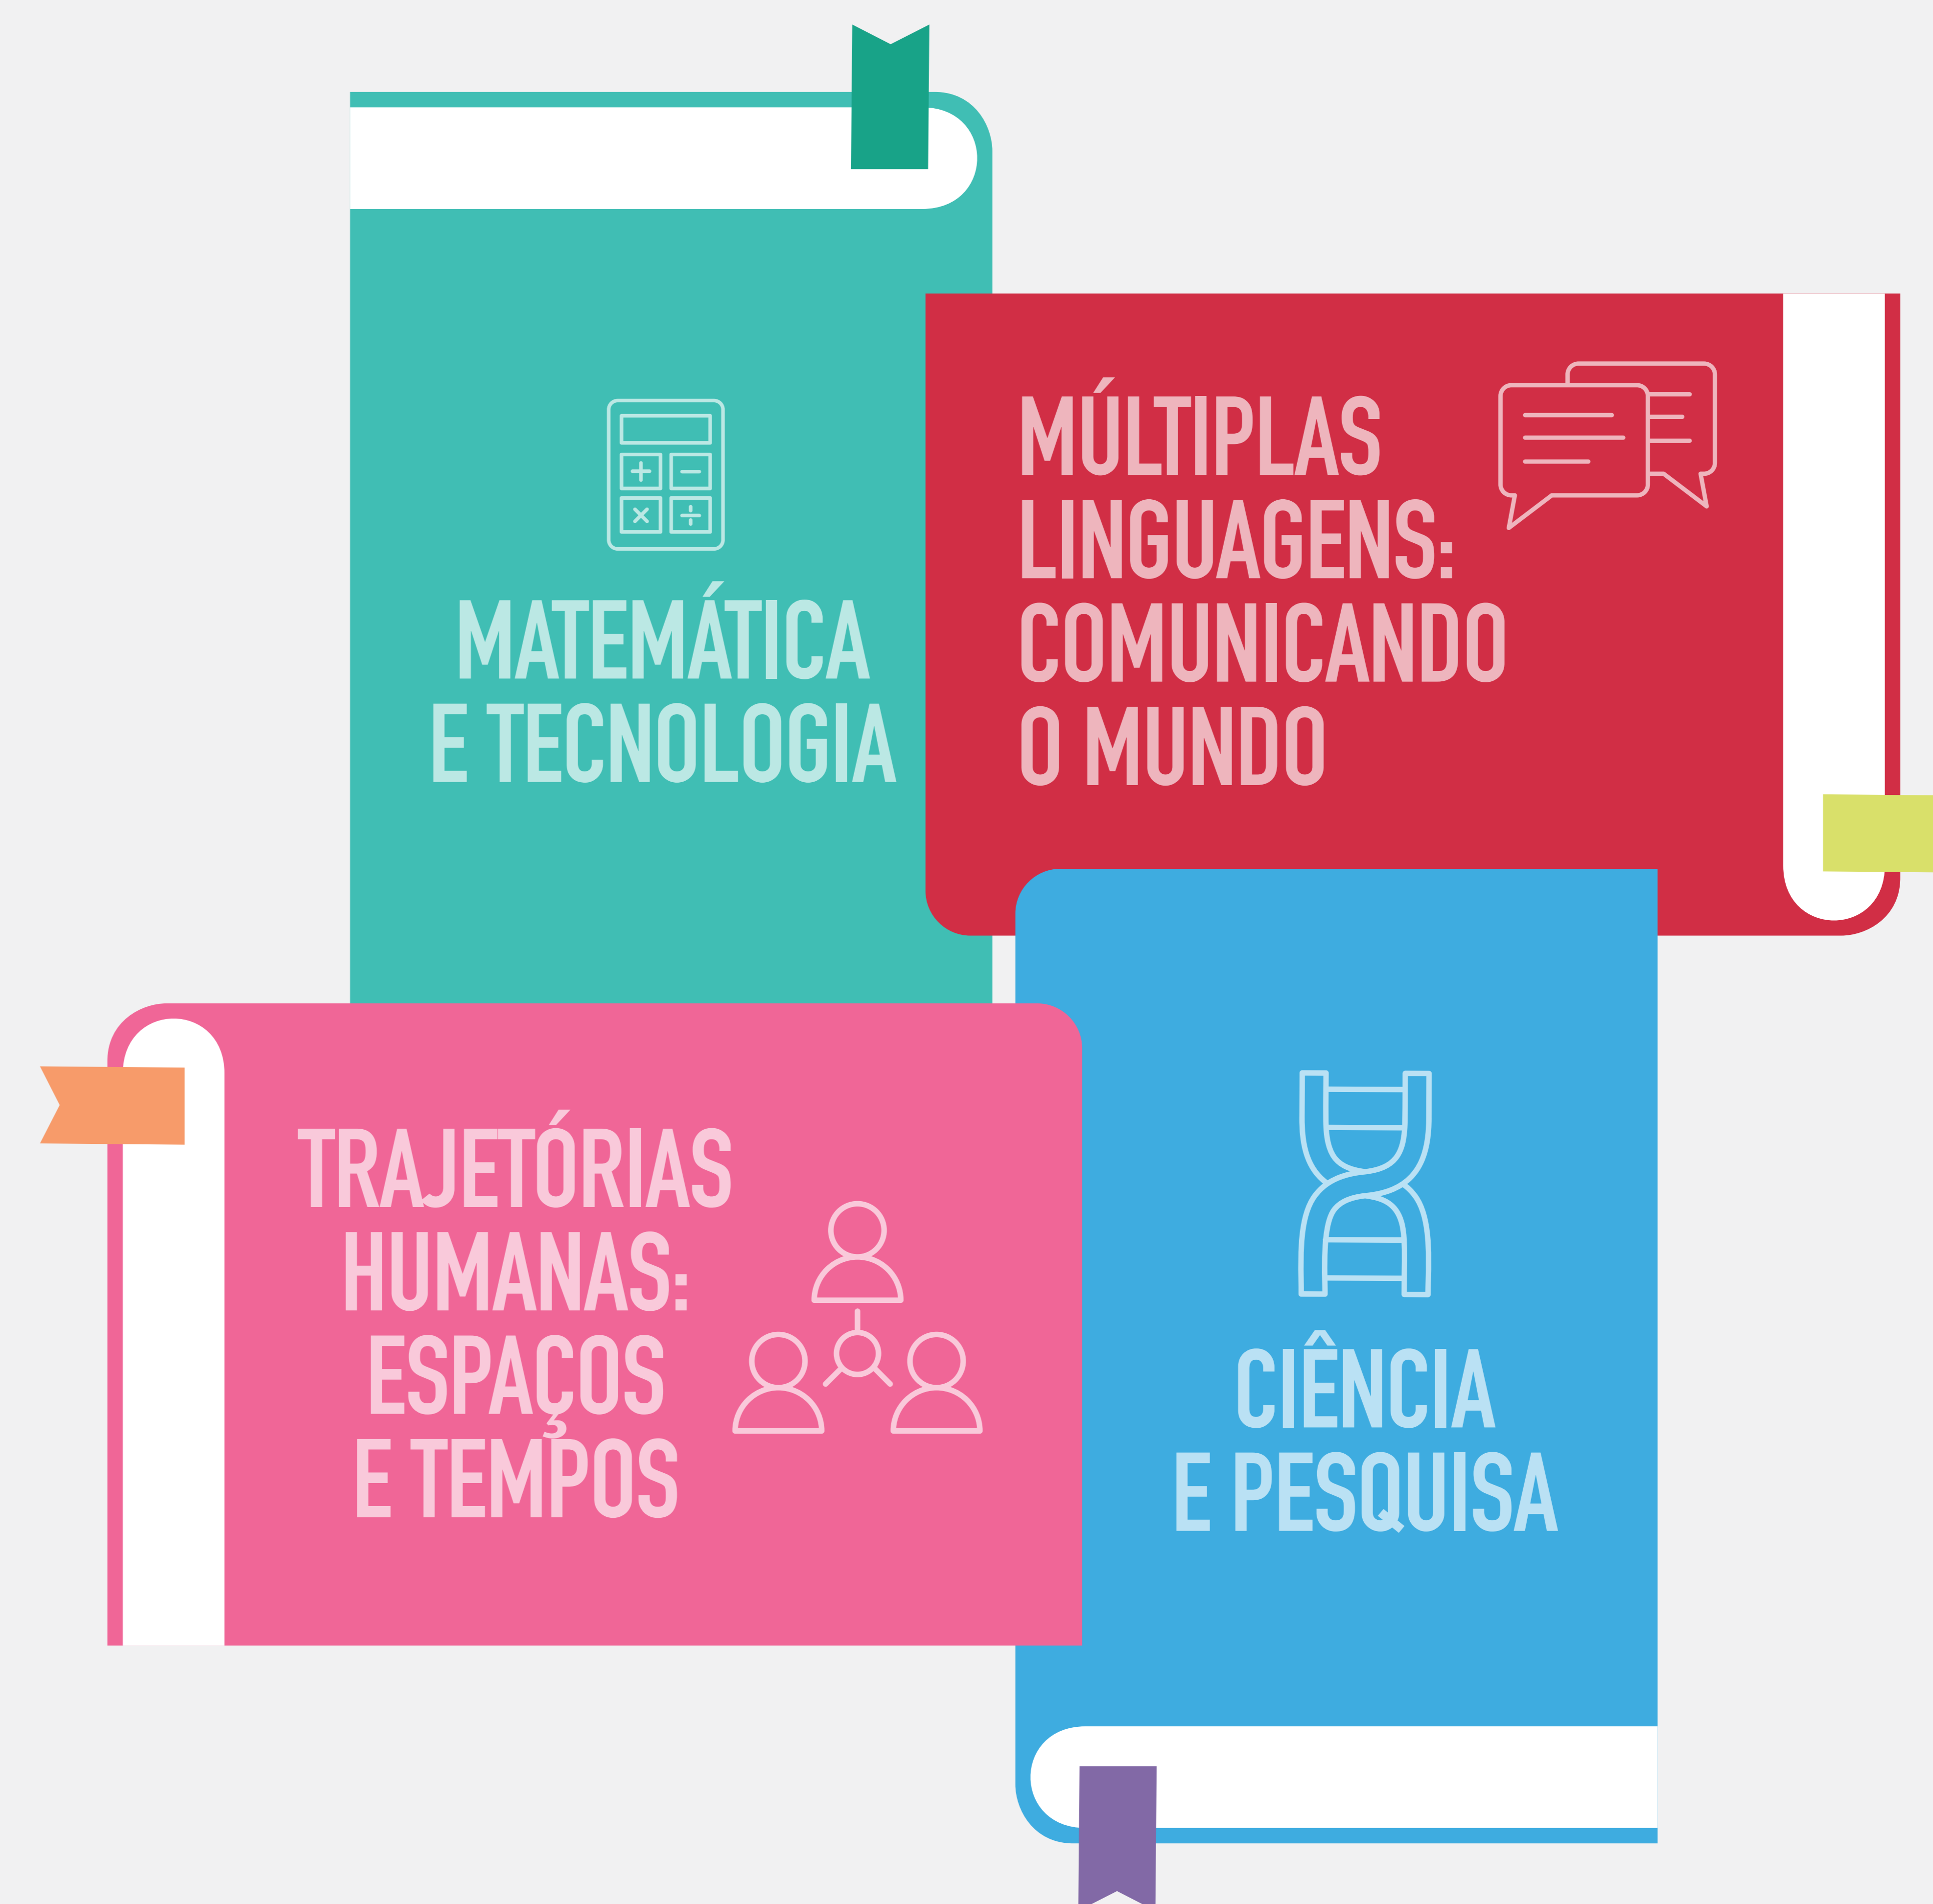 MATEMÁTICA
E TECNOLOGIA
MÚLTIPLAS
LINGUAGENS:
COMUNICANDO
O MUNDO
TRAJETÓRIAS
HUMANAS:
ESPAÇOS
E TEMPOS
CIÊNCIA
E PESQUISA